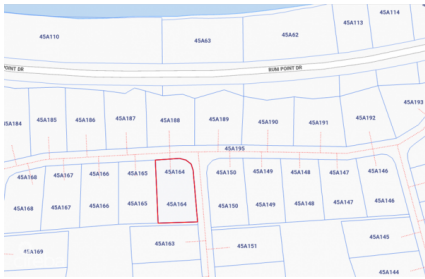 45A110
45A63
45A62
45A113
45A114
POINT DR
BUM POINT DR
45A184
45A185
45A186
45A187
45A188
45A189
45A190
45A191
45A192
45A193
45A195
45A168
45A167
45A166
45A165
45A164
45A150
45A149
45A148
45A147
45A146
45A168
45A167
45A166
45A165
45A164
45A150
45A149
45A148
45A147
45A146
45A169
45A163
45A151
45A145
45A144